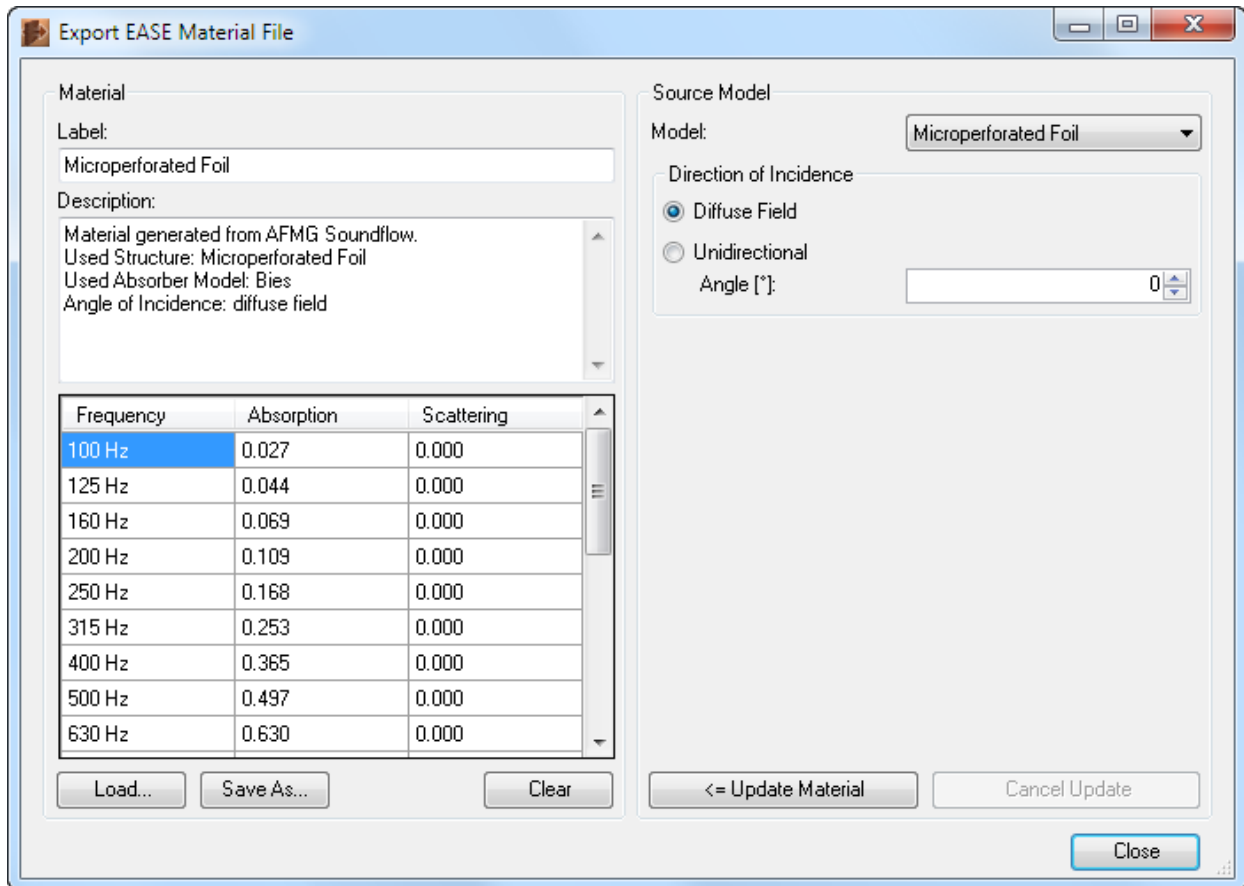 Export EASE Material File
Material
Label:
Microperforated Foil
Description:
Material generated from AFMG Soundflow.
Used Structure: Microperforated Foil
Used Absorber Model: Bies
Angle of Incidence: diffuse field
Frequency Absorption Scattering
100 Hz 0.027 0.000
125 Hz 0.044 0.000
160 Hz 0.069 0.000
200 Hz 0.109 0.000
250 Hz 0.168 0.000
315 Hz 0.253 0.000
400 Hz 0.365 0.000
500 Hz 0.497 0.000
630 Hz 0.630 0.000
Load... Save As... Clear
Source Model
Model: Microperforated Foil
Direction of Incidence
Diffuse Field
Unidirectional
Angle [°]: 0
<= Update Material Cancel Update
Close